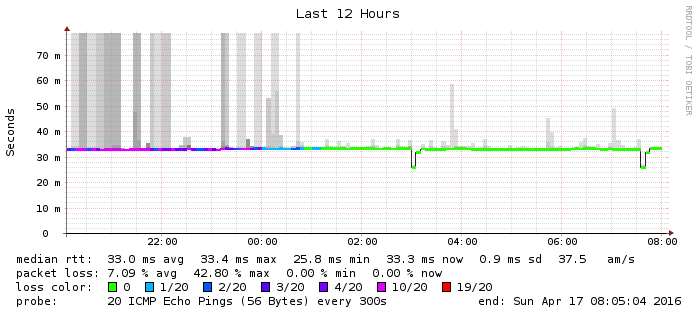 Last 12 Hours
RRDTOOL / TOBI OETIKER
Seconds
70 m
60 m
50 m
40 m
30 m
20 m
10 m
0
22:00 00:00 02:00 04:00 06:00 08:00
median rtt: 33.0 ms avg 33.4 ms max 25.8 ms min 33.3 ms now 0.9 ms sd 37.5 am/s
packet loss: 7.09 % avg 42.80 % max 0.00 % min 0.00 % now
loss color: 0 1/20 2/20 3/20 4/20 10/20 19/20
probe: 20 ICMP Echo Pings (56 Bytes) every 300s end: Sun Apr 17 08:05:04 2016